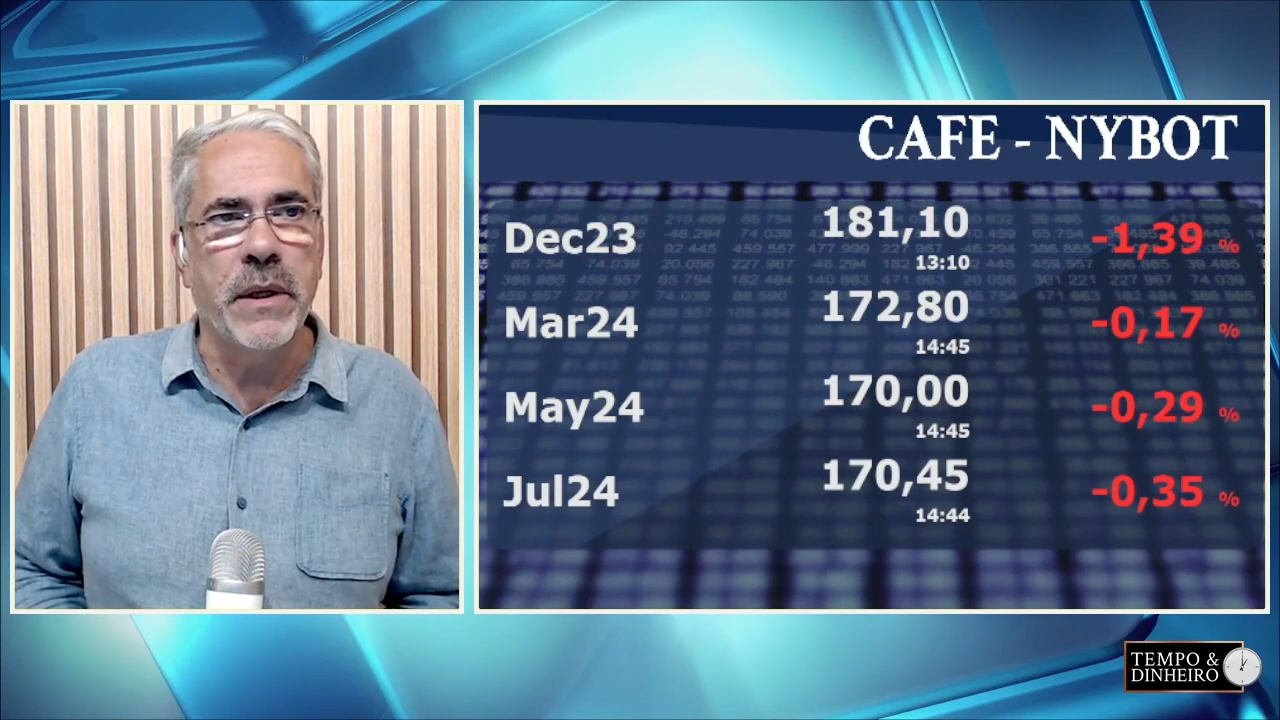 CAFE - NYBOT
Dec23 181,10 -1,39 %
13:10
Mar24 172,80 -0,17 %
14:45
May24 170,00 -0,29 %
14:45
Jul24 170,45 -0,35 %
14:44
TEMPO &
DINHEIRO